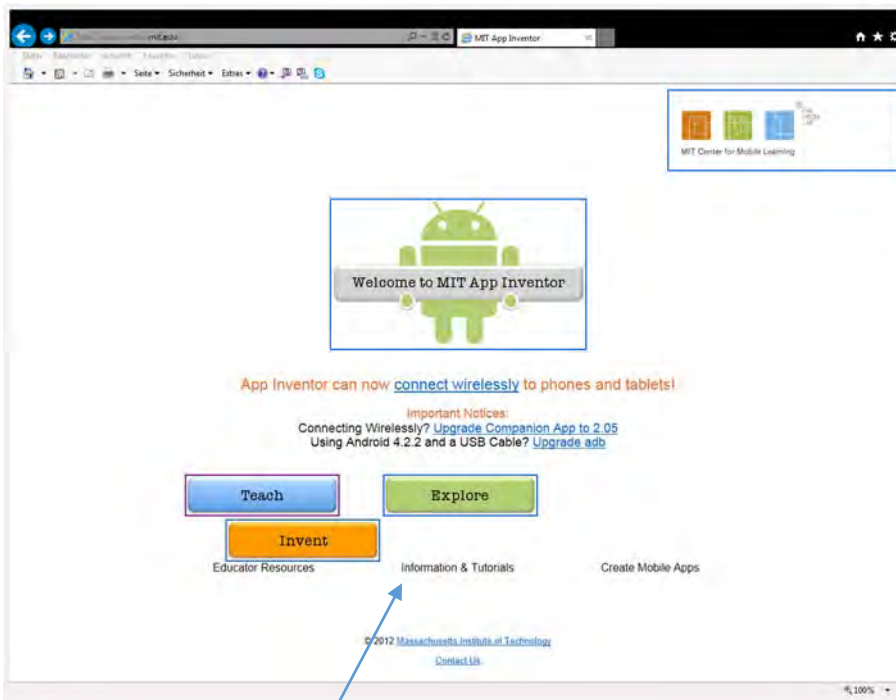 mit.edu
MIT App Inventor
Seite Sicherheit Extras
MIT Center for Mobile Learning
Welcome to MIT App Inventor
App Inventor can now connect wirelessly to phones and tablets!
Important Notices:
Connecting Wirelessly? Upgrade Companion App to 2.05
Using Android 4.2.2 and a USB Cable? Upgrade adb
Teach
Explore
Invent
Educator Resources
Information & Tutorials
Create Mobile Apps
© 2012 Massachusetts Institute of Technology
Contact Us
100%